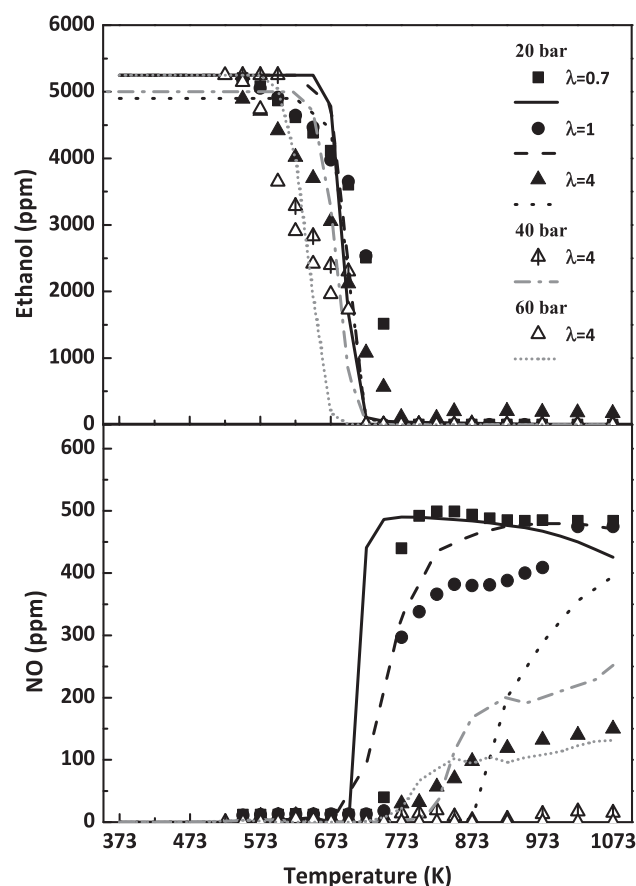 6000
5000
4000
3000
2000
1000
0
Ethanol (ppm)
20 bar
λ=0.7
λ=1
λ=4
40 bar
λ=4
60 bar
λ=4
600
500
400
300
200
100
0
NO (ppm)
373 473 573 673 773 873 973 1073
Temperature (K)